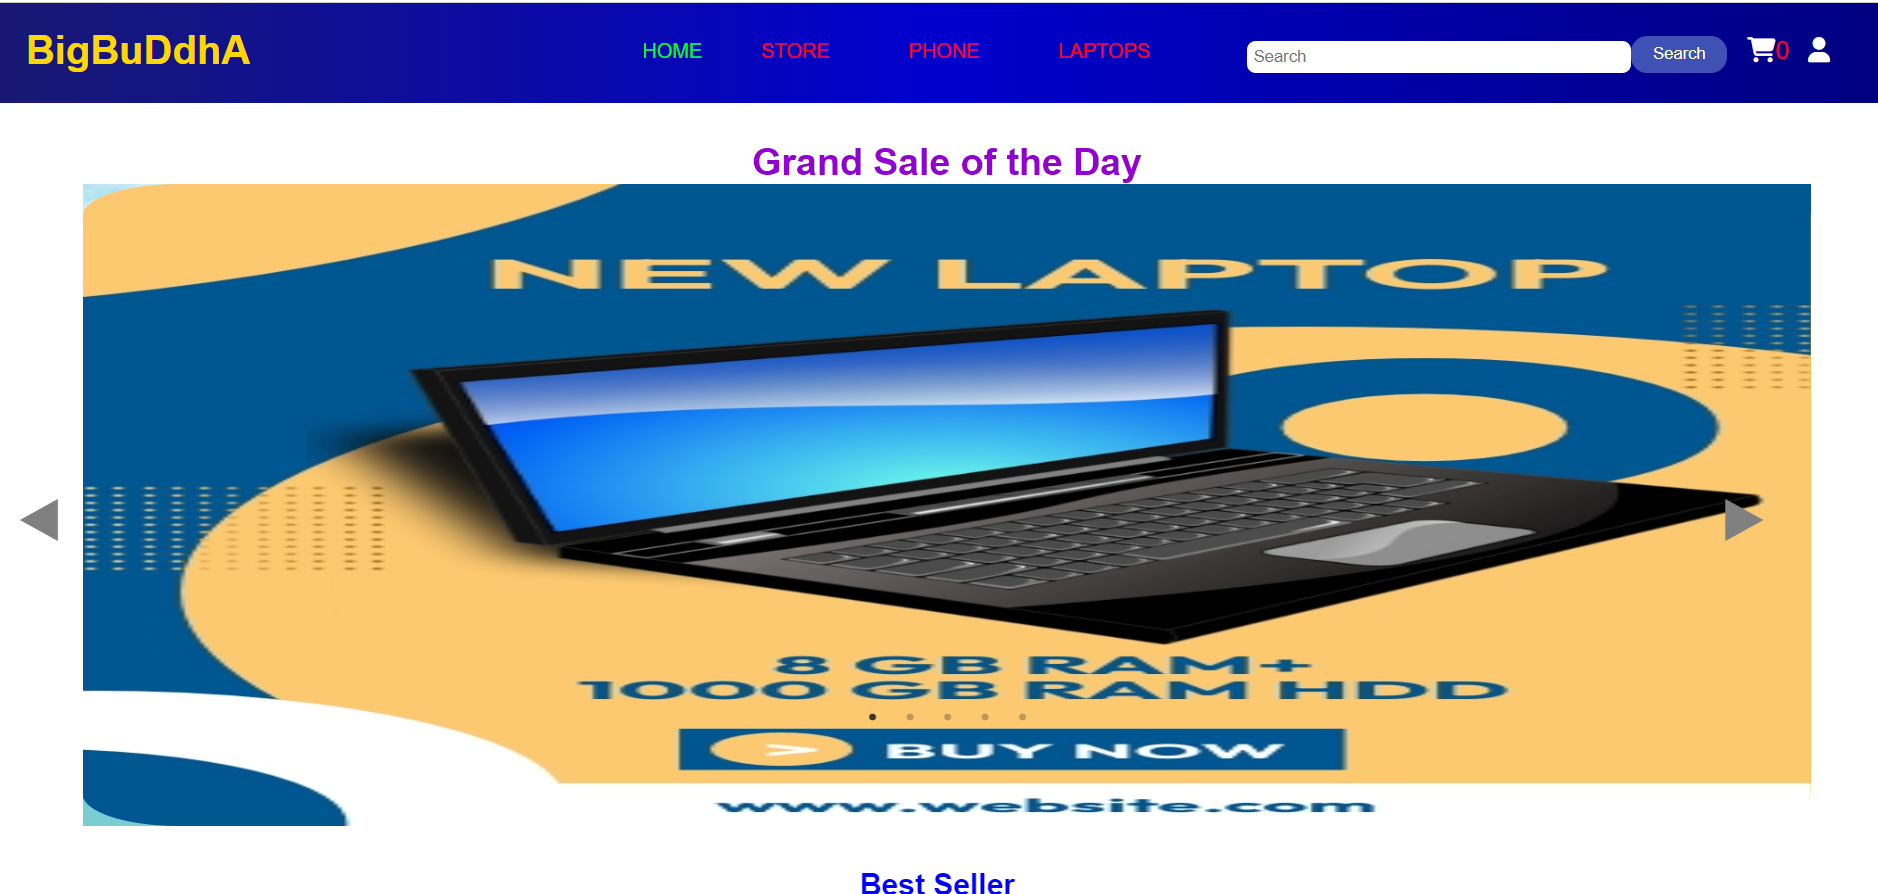 BigBuDdhA
HOME STORE PHONE LAPTOPS
Search Search 0
Grand Sale of the Day
NEW LAPTOP
8 GB RAM+
1000 GB RAM HDD
> BUY NOW
www.website.com
Best Seller